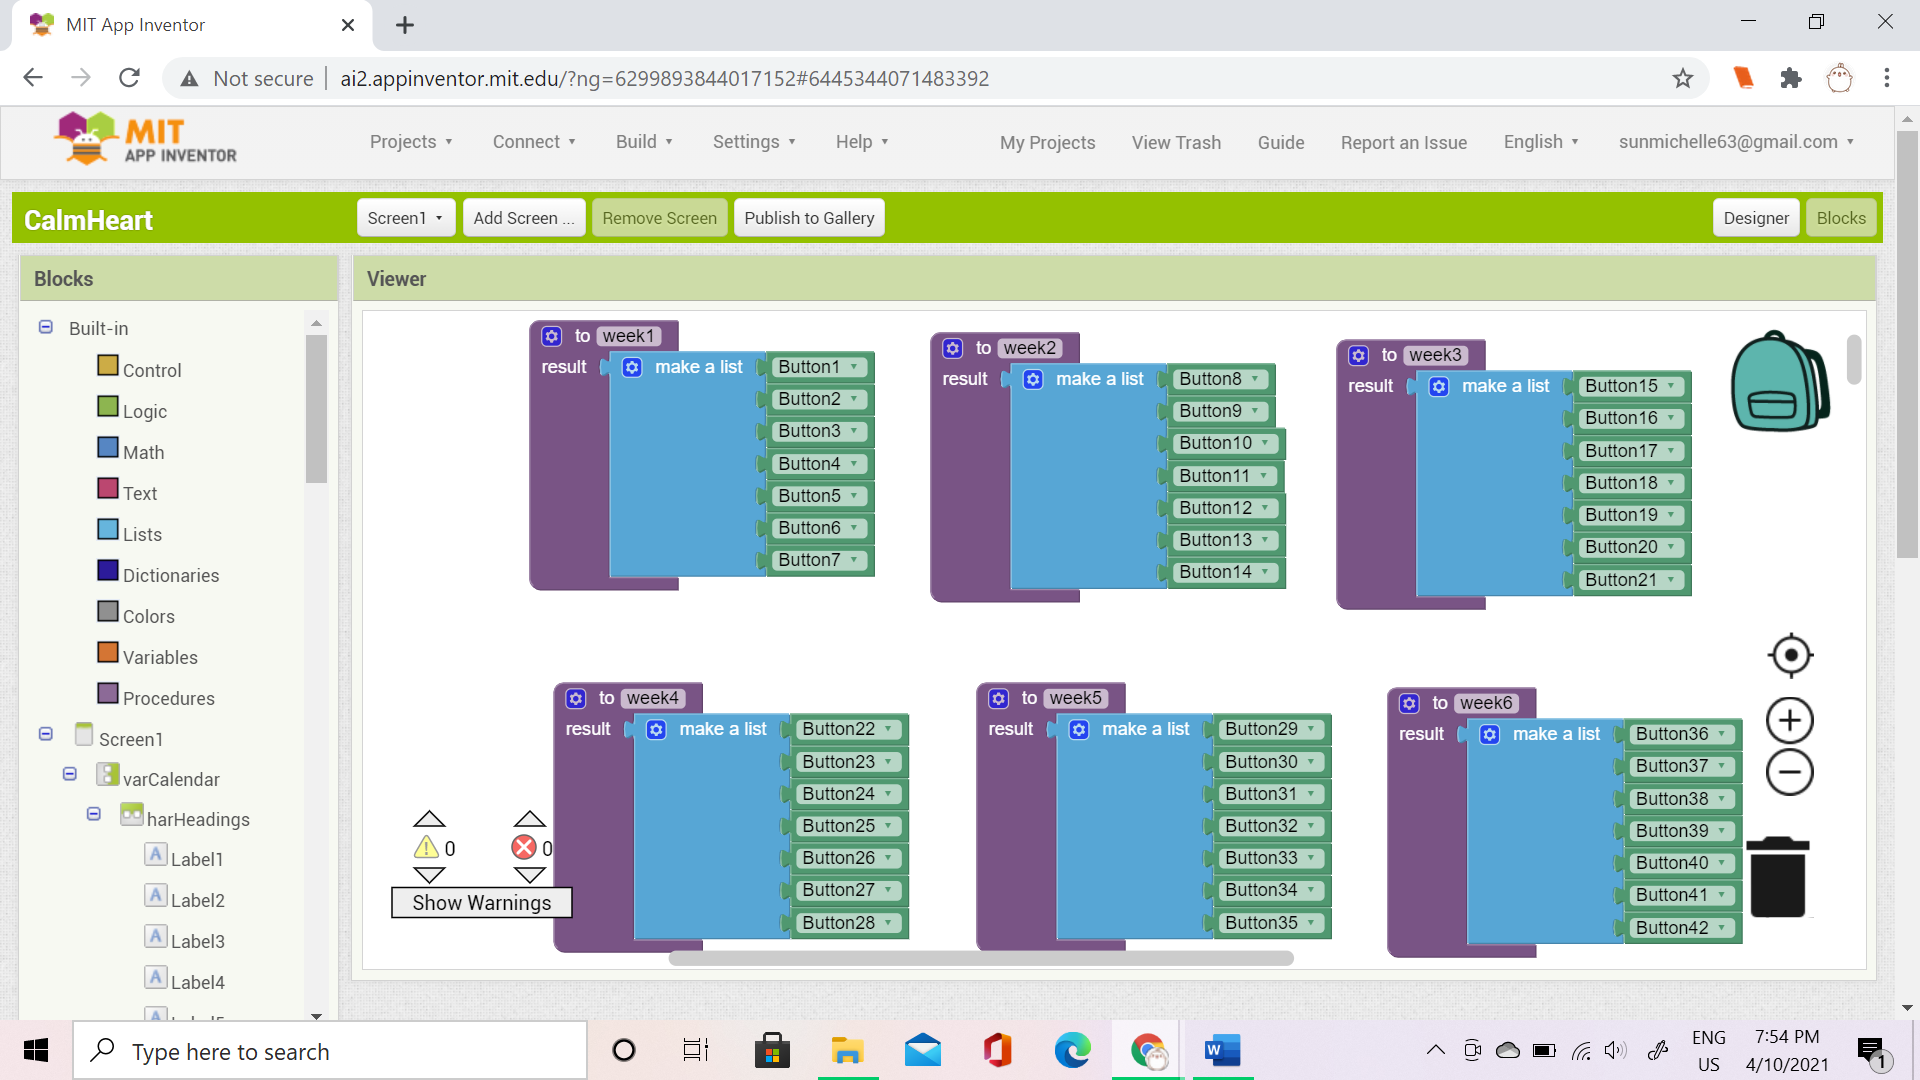 MIT App Inventor
Not secure | ai2.appinventor.mit.edu/?ng=6299893844017152#6445344071483392
MIT
APP INVENTOR
Projects Connect Build Settings Help My Projects View Trash Guide Report an Issue English sunmichelle63@gmail.com
CalmHeart Screen1 Add Screen ... Remove Screen Publish to Gallery Designer Blocks
Blocks
Built-in
Control
Logic
Math
Text
Lists
Dictionaries
Colors
Variables
Procedures
Screen1
varCalendar
harHeadings
A Label1
A Label2
A Label3
A Label4
A
Viewer
to week1
result make a list Button1
Button2
Button3
Button4
Button5
Button6
Button7
to week2
result make a list Button8
Button9
Button10
Button11
Button12
Button13
Button14
to week3
result make a list Button15
Button16
Button17
Button18
Button19
Button20
Button21
to week4
result make a list Button22
Button23
Button24
Button25
Button26
Button27
Button28
to week5
result make a list Button29
Button30
Button31
Button32
Button33
Button34
Button35
to week6
result make a list Button36
Button37
Button38
Button39
Button40
Button41
Button42
0 0
Show Warnings
Type here to search
W
ENG
US
7:54 PM
4/10/2021
1